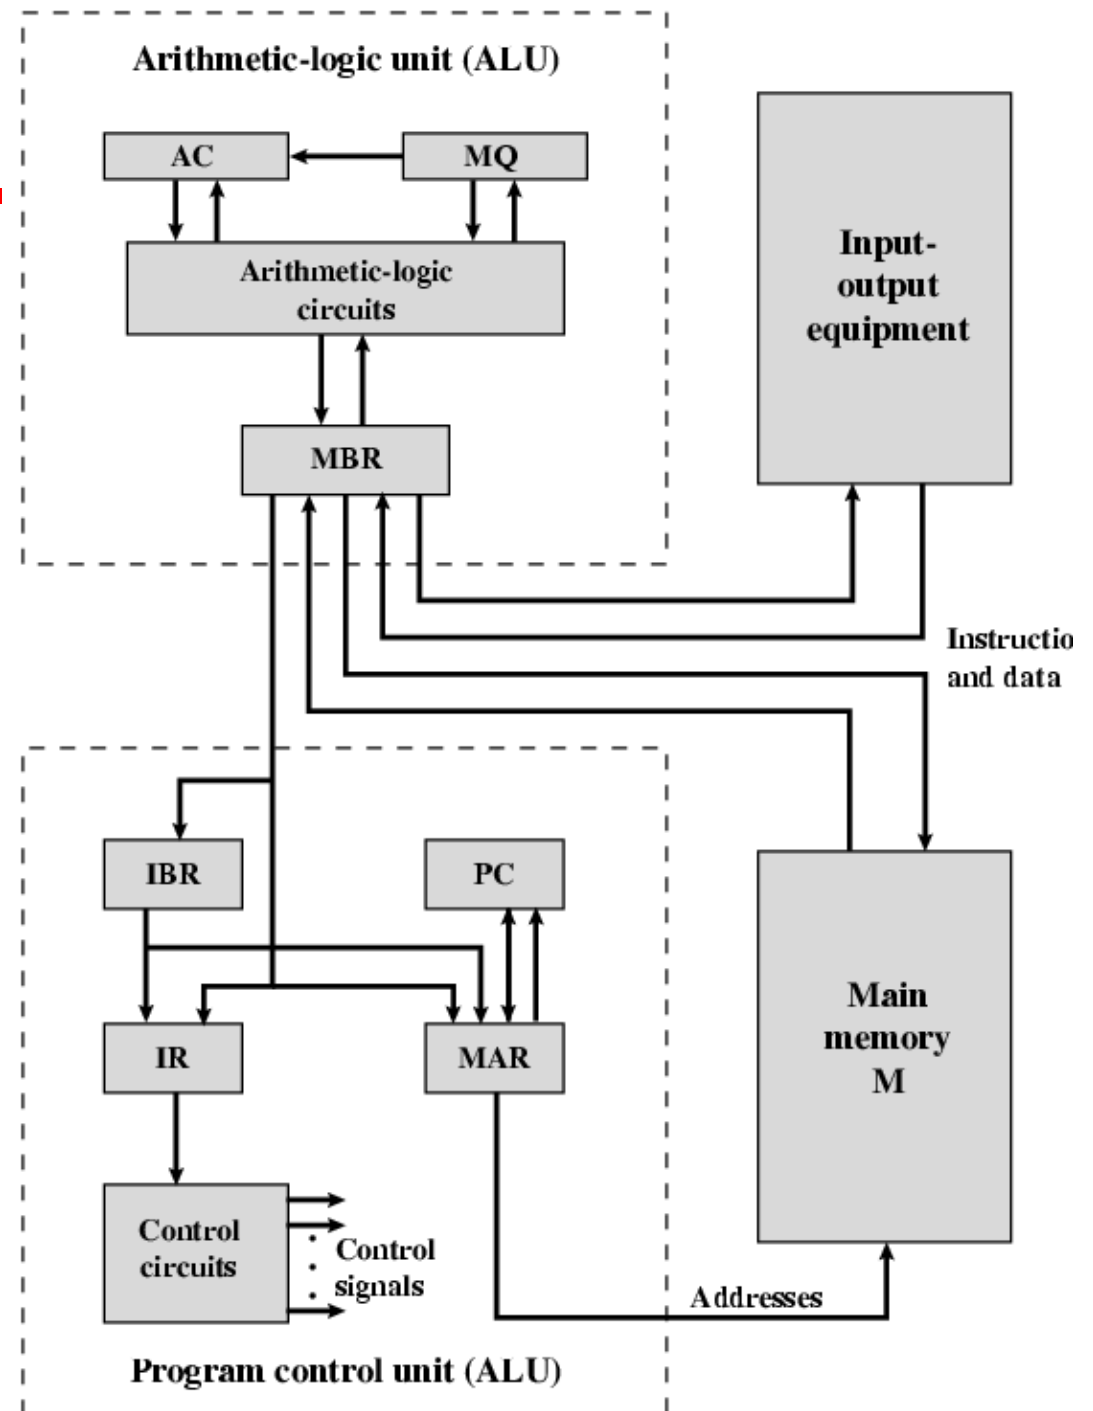 Arithmetic-logic unit (ALU)
AC
MQ
Arithmetic-logic
circuits
Input-
output
equipment
MBR
Instructio
and data
IBR
PC
IR
MAR
Main
memory
M
Control
circuits
Control
signals
Addresses
Program control unit (ALU)